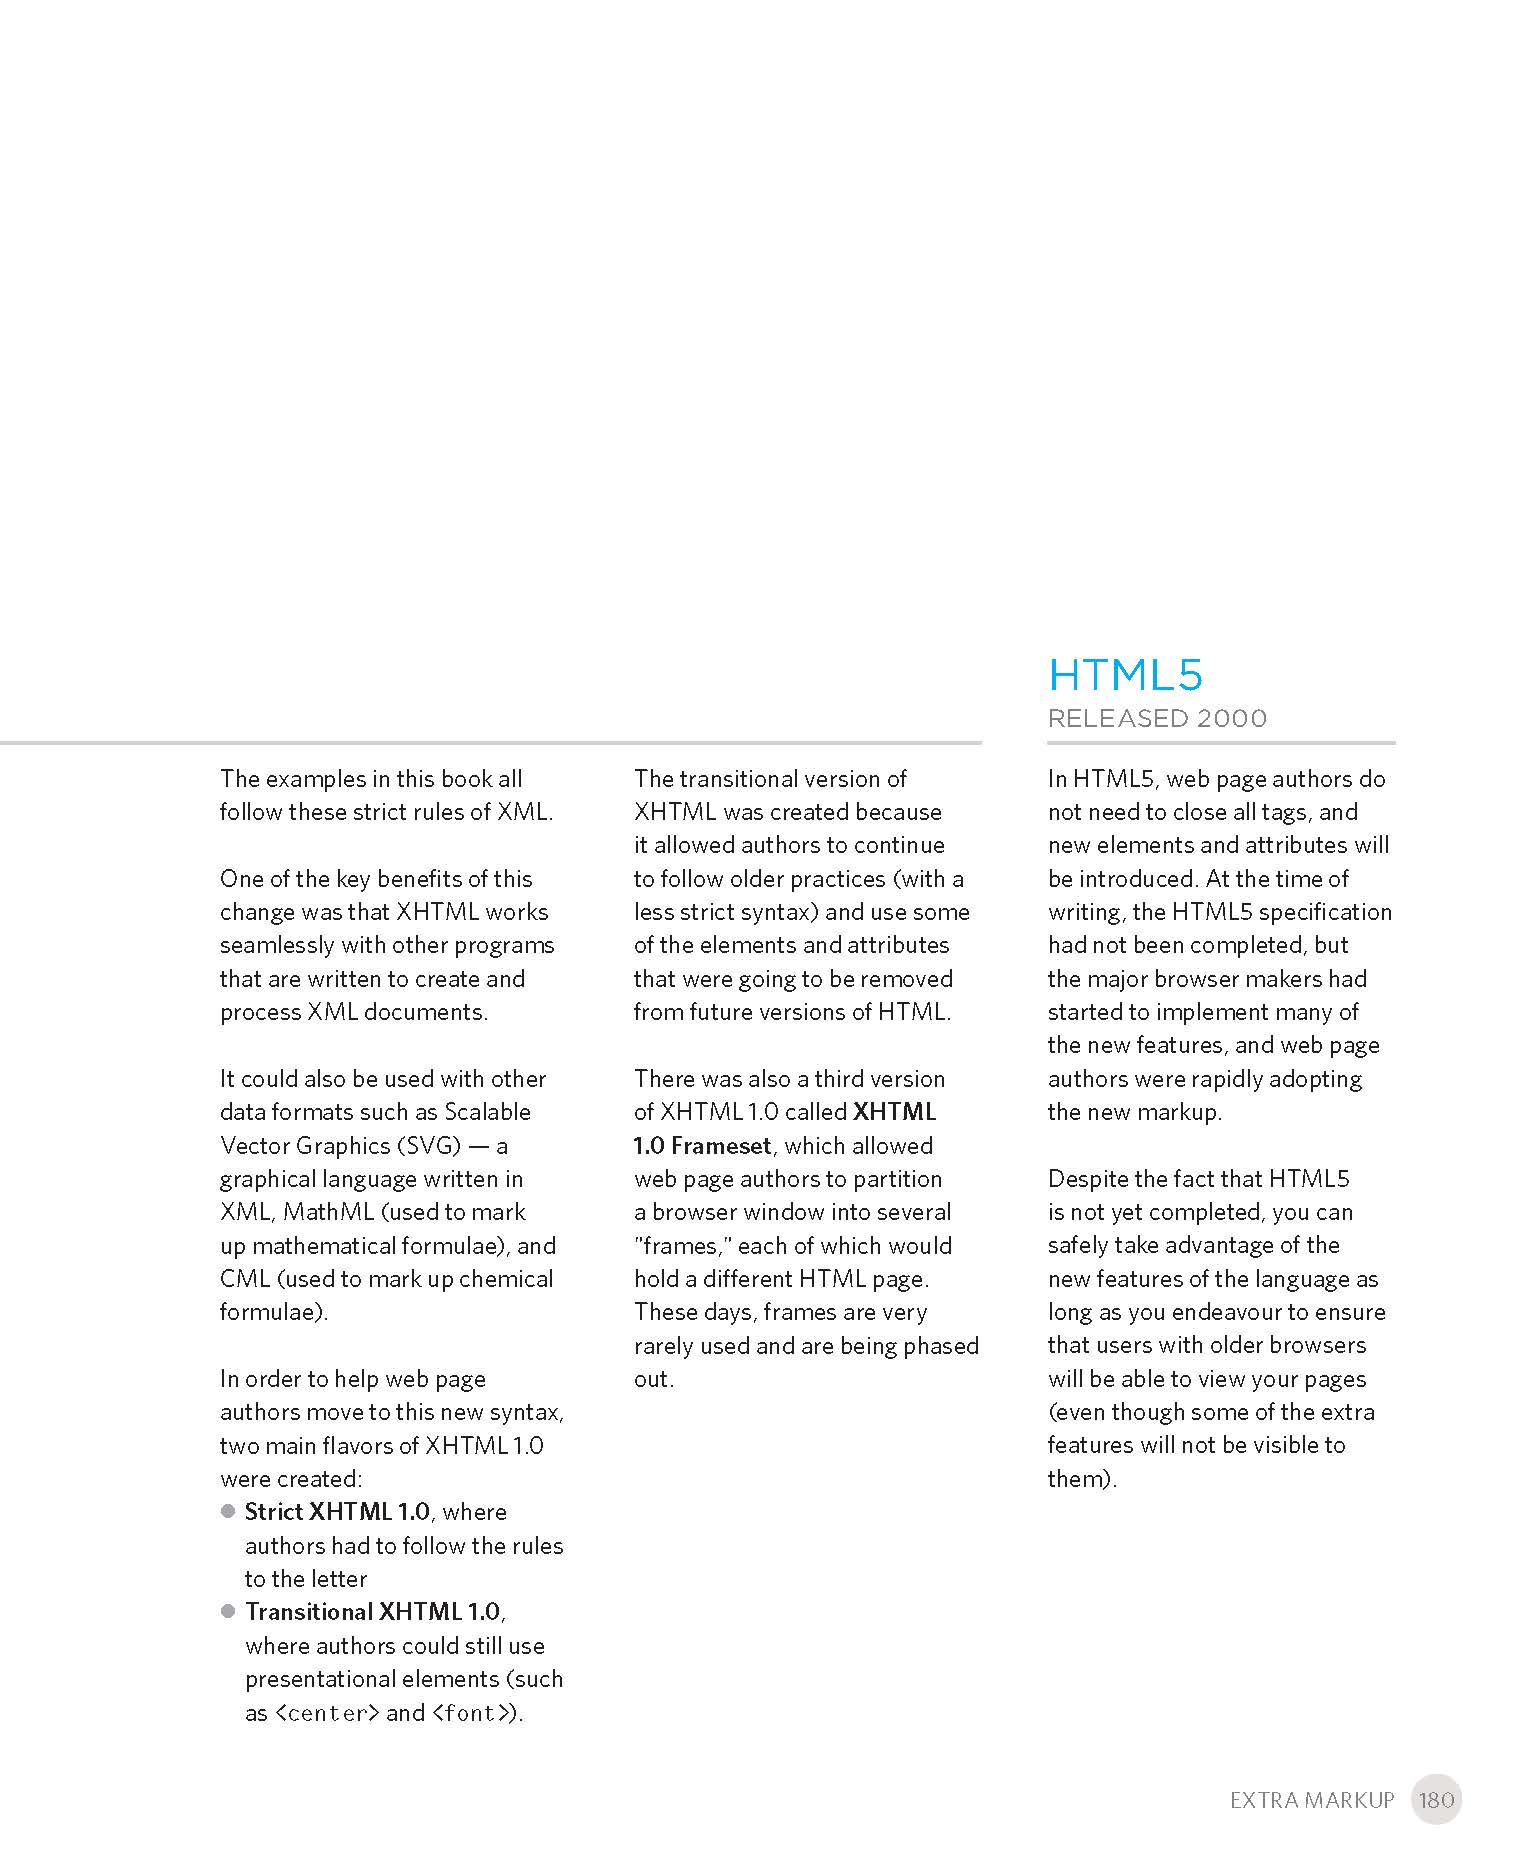 The examples in this book all
follow these strict rules of XML.
One of the key benefits of this
change was that XHTML works
seamlessly with other programs
that are written to create and
process XML documents.
It could also be used with other
data formats such as Scalable
Vector Graphics (SVG) — a
graphical language written in
XML, MathML (used to mark
up mathematical formulae), and
CML (used to mark up chemical
formulae).
In order to help web page
authors move to this new syntax,
two main flavors of XHTML 1.0
were created:
● Strict XHTML 1.0, where
authors had to follow the rules
to the letter
● Transitional XHTML 1.0,
where authors could still use
presentational elements (such
as <center> and <font>).
The transitional version of
XHTML was created because
it allowed authors to continue
to follow older practices (with a
less strict syntax) and use some
of the elements and attributes
that were going to be removed
from future versions of HTML.
There was also a third version
of XHTML 1.0 called XHTML
1.0 Frameset, which allowed
web page authors to partition
a browser window into several
"frames," each of which would
hold a different HTML page.
These days, frames are very
rarely used and are being phased
out.
HTML5
RELEASED 2000
In HTML5, web page authors do
not need to close all tags, and
new elements and attributes will
be introduced. At the time of
writing, the HTML5 specification
had not been completed, but
the major browser makers had
started to implement many of
the new features, and web page
authors were rapidly adopting
the new markup.
Despite the fact that HTML5
is not yet completed, you can
safely take advantage of the
new features of the language as
long as you endeavour to ensure
that users with older browsers
will be able to view your pages
(even though some of the extra
features will not be visible to
them).
EXTRA MARKUP 180